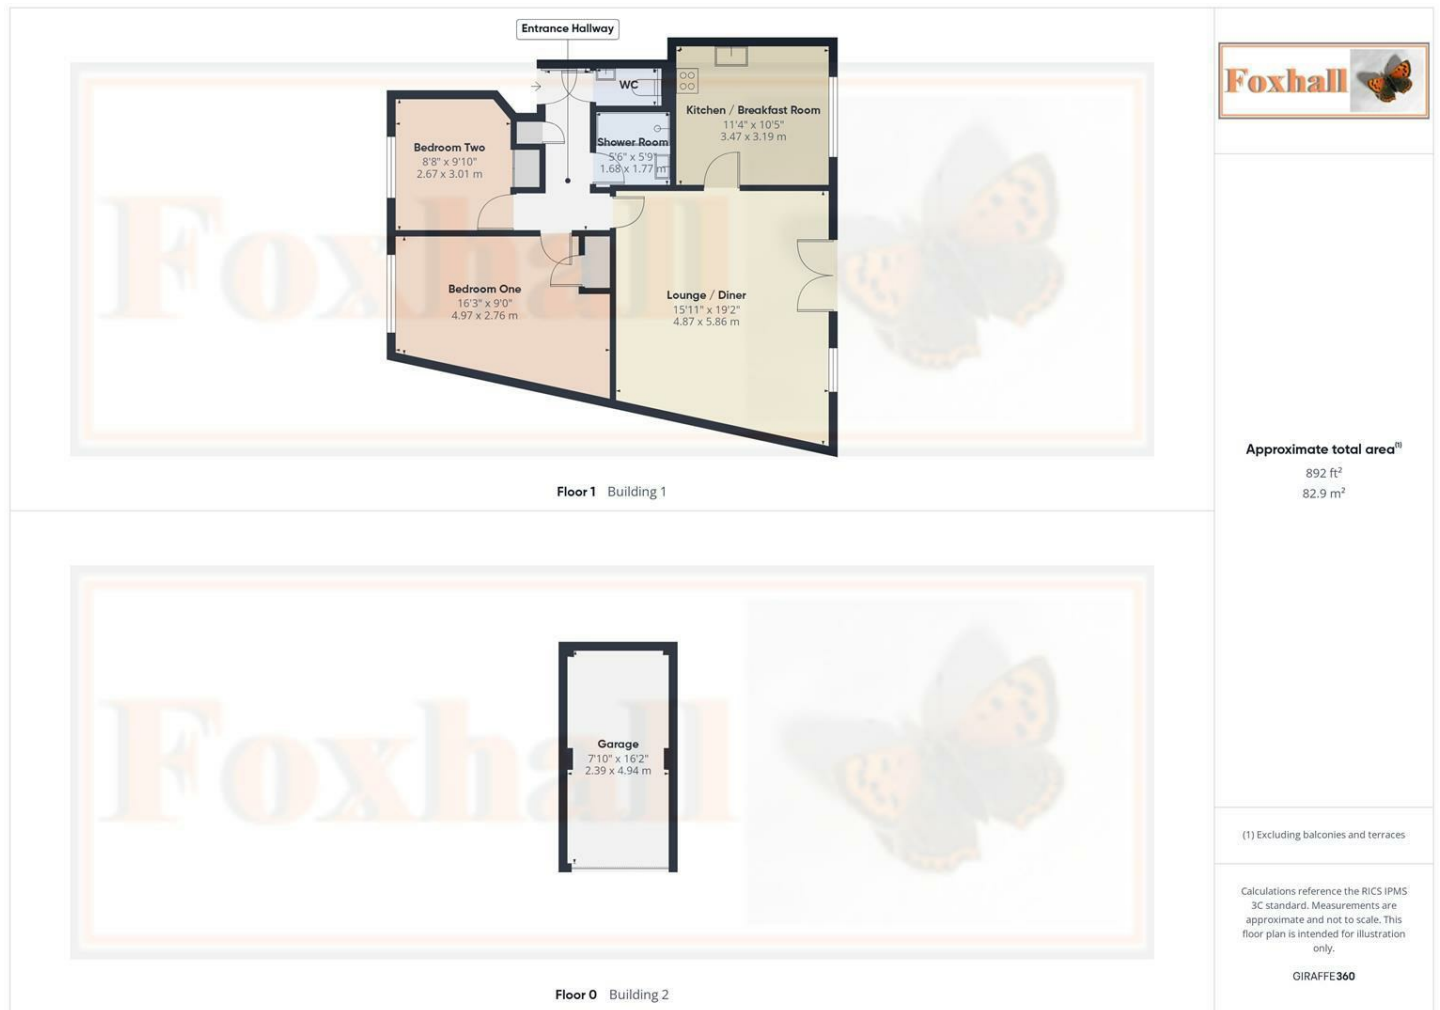 Entrance Hallway
WC
Kitchen / Breakfast Room
11'4" x 10'5"
3.47 x 3.19 m
Shower Room
5'6" x 5'9"
1.68 x 1.77 m
Bedroom Two
8'8" x 9'10"
2.67 x 3.01 m
Bedroom One
16'3" x 9'0"
4.97 x 2.76 m
Lounge / Diner
15'11" x 19'2"
4.87 x 5.86 m
Foxhall
Floor 1 Building 1
Garage
7'10" x 16'2"
2.39 x 4.94 m
Foxhall
Floor 0 Building 2
Foxhall
Approximate total area(1)
892 ft²
82.9 m²
(1) Excluding balconies and terraces
Calculations reference the RICS IPMS
3C standard. Measurements are
approximate and not to scale. This
floor plan is intended for illustration
only.
GIRAFFE360